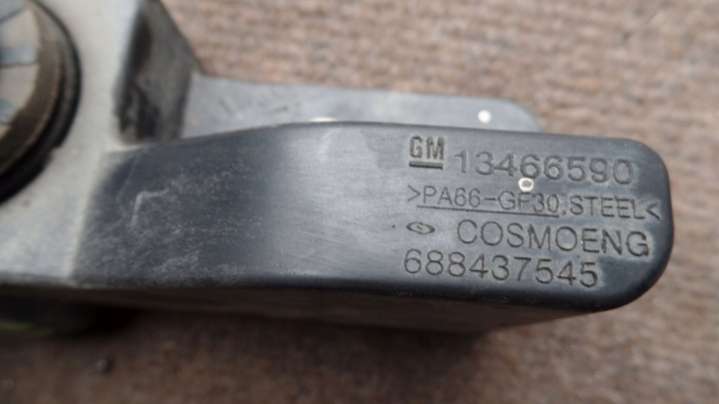 GM 13466590
>PA66-GF30.STEEL<
COSMOENG
688437545